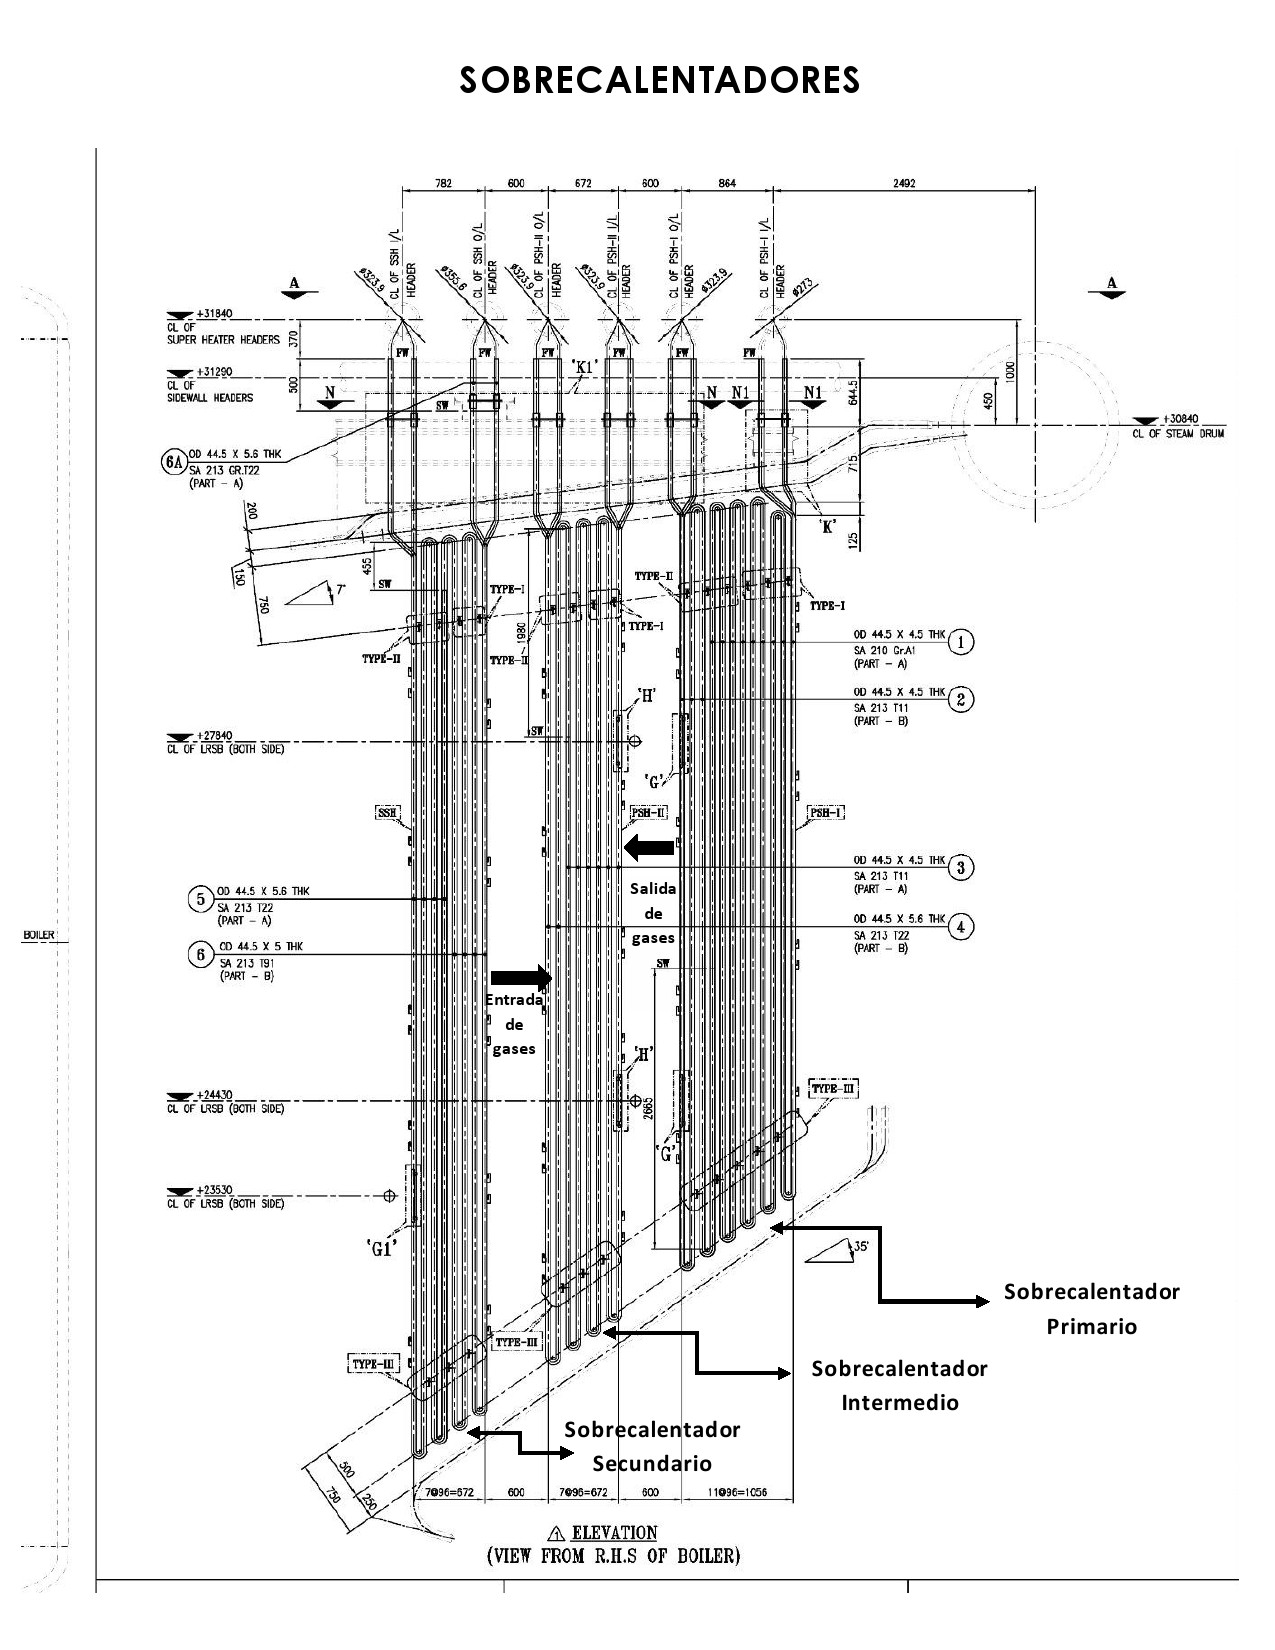 SOBRECALENTADORES
782
600
672
600
864
2492
CL OF SSH I/L
HEADER
CL OF SSH O/L
HEADER
CL OF PSH-II O/L
HEADER
CL OF PSH-II I/L
HEADER
CL OF PSH-I O/L
HEADER
CL OF PSH-I I/L
HEADER
A
ø323.9
ø355.6
ø323.9
ø323.9
ø323.9
ø273
A
+31840
CL OF
SUPER HEATER HEADERS
370
FW
FW
FW
FW
FW
FW
'K1'
1000
+31290
CL OF
SIDEWALL HEADERS
500
N
SW
N
N1
N1
644.5
450
+30840
CL OF STEAM DRUM
6A
OD 44.5 X 5.6 THK
SA 213 GR.T22
(PART - A)
715
200
'K'
125
150
455
SW
7°
750
TYPE-I
TYPE-II
TYPE-I
1980
TYPE-I
TYPE-II
TYPE-II
OD 44.5 X 4.5 THK
SA 210 Gr.A1
(PART - A)
1
'H'
OD 44.5 X 4.5 THK
SA 213 T11
(PART - B)
2
+27840
CL OF LRSB (BOTH SIDE)
SW
'G'
SSH
PSH-II
PSH-I
OD 44.5 X 4.5 THK
SA 213 T11
(PART - A)
3
Salida
de
gases
5
OD 44.5 X 5.6 THK
SA 213 T22
(PART - A)
OD 44.5 X 5.6 THK
SA 213 T22
(PART - B)
4
BOILER
6
OD 44.5 X 5 THK
SA 213 T91
(PART - B)
SW
Entrada
de
gases
'H'
+24430
CL OF LRSB (BOTH SIDE)
2665
TYPE-III
'G'
+23530
CL OF LRSB (BOTH SIDE)
'G1'
35°
Sobrecalentador
Primario
TYPE-III
TYPE-III
Sobrecalentador
Intermedio
Sobrecalentador
Secundario
500
750
250
7@96=672
600
7@96=672
600
11@96=1056
1 ELEVATION
(VIEW FROM R.H.S OF BOILER)